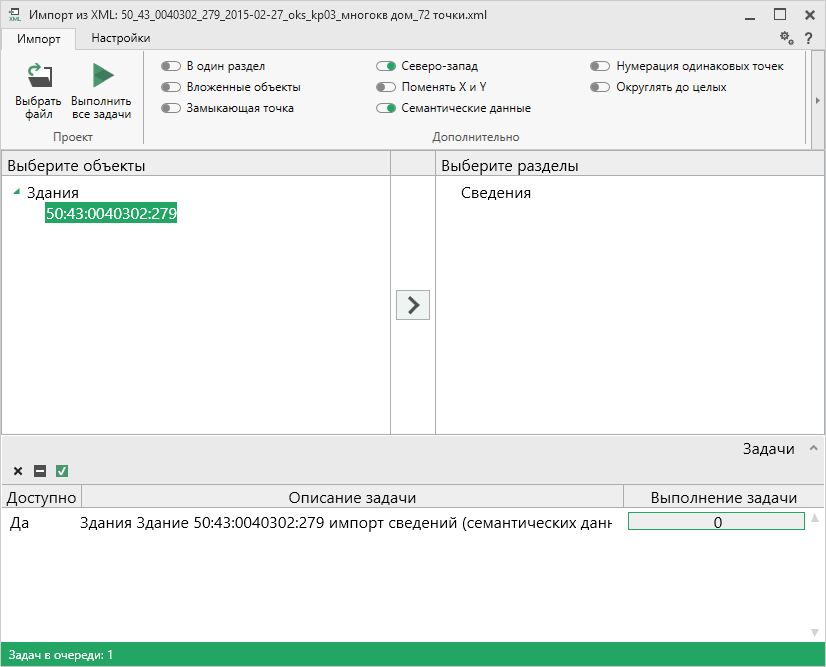 Импорт из XML: 50_43_0040302_279_2015-02-27_oks_kp03_многокв дом_72 точки.xml
Импорт Настройки ?
Выбрать файл
Выполнить все задачи
Проект
В один раздел
Вложенные объекты
Замыкающая точка
Северо-запад
Поменять X и Y
Семантические данные
Нумерация одинаковых точек
Округлять до целых
Дополнительно
Выберите объекты
Здания
50:43:0040302:279
Выберите разделы
Сведения
Задачи
Доступно Описание задачи Выполнение задачи
Да Здания Здание 50:43:0040302:279 импорт сведений (семантических данн 0
Задач в очереди: 1